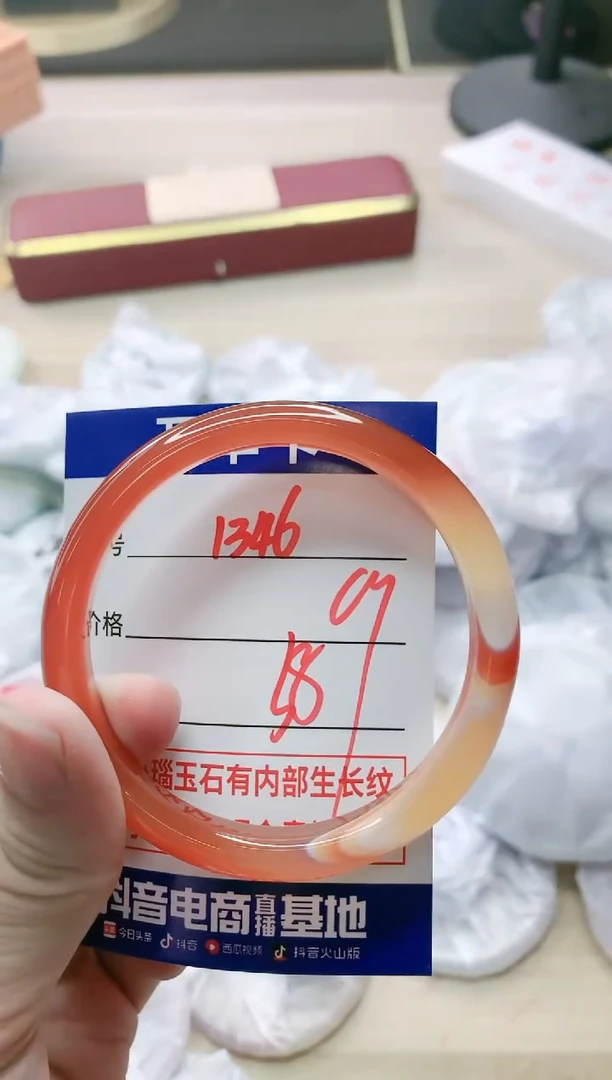 号 1346
价格
58
瑙玉石有内部生长纹
抖音电商直播基地
今日头条 抖音 西瓜视频 抖音火山版